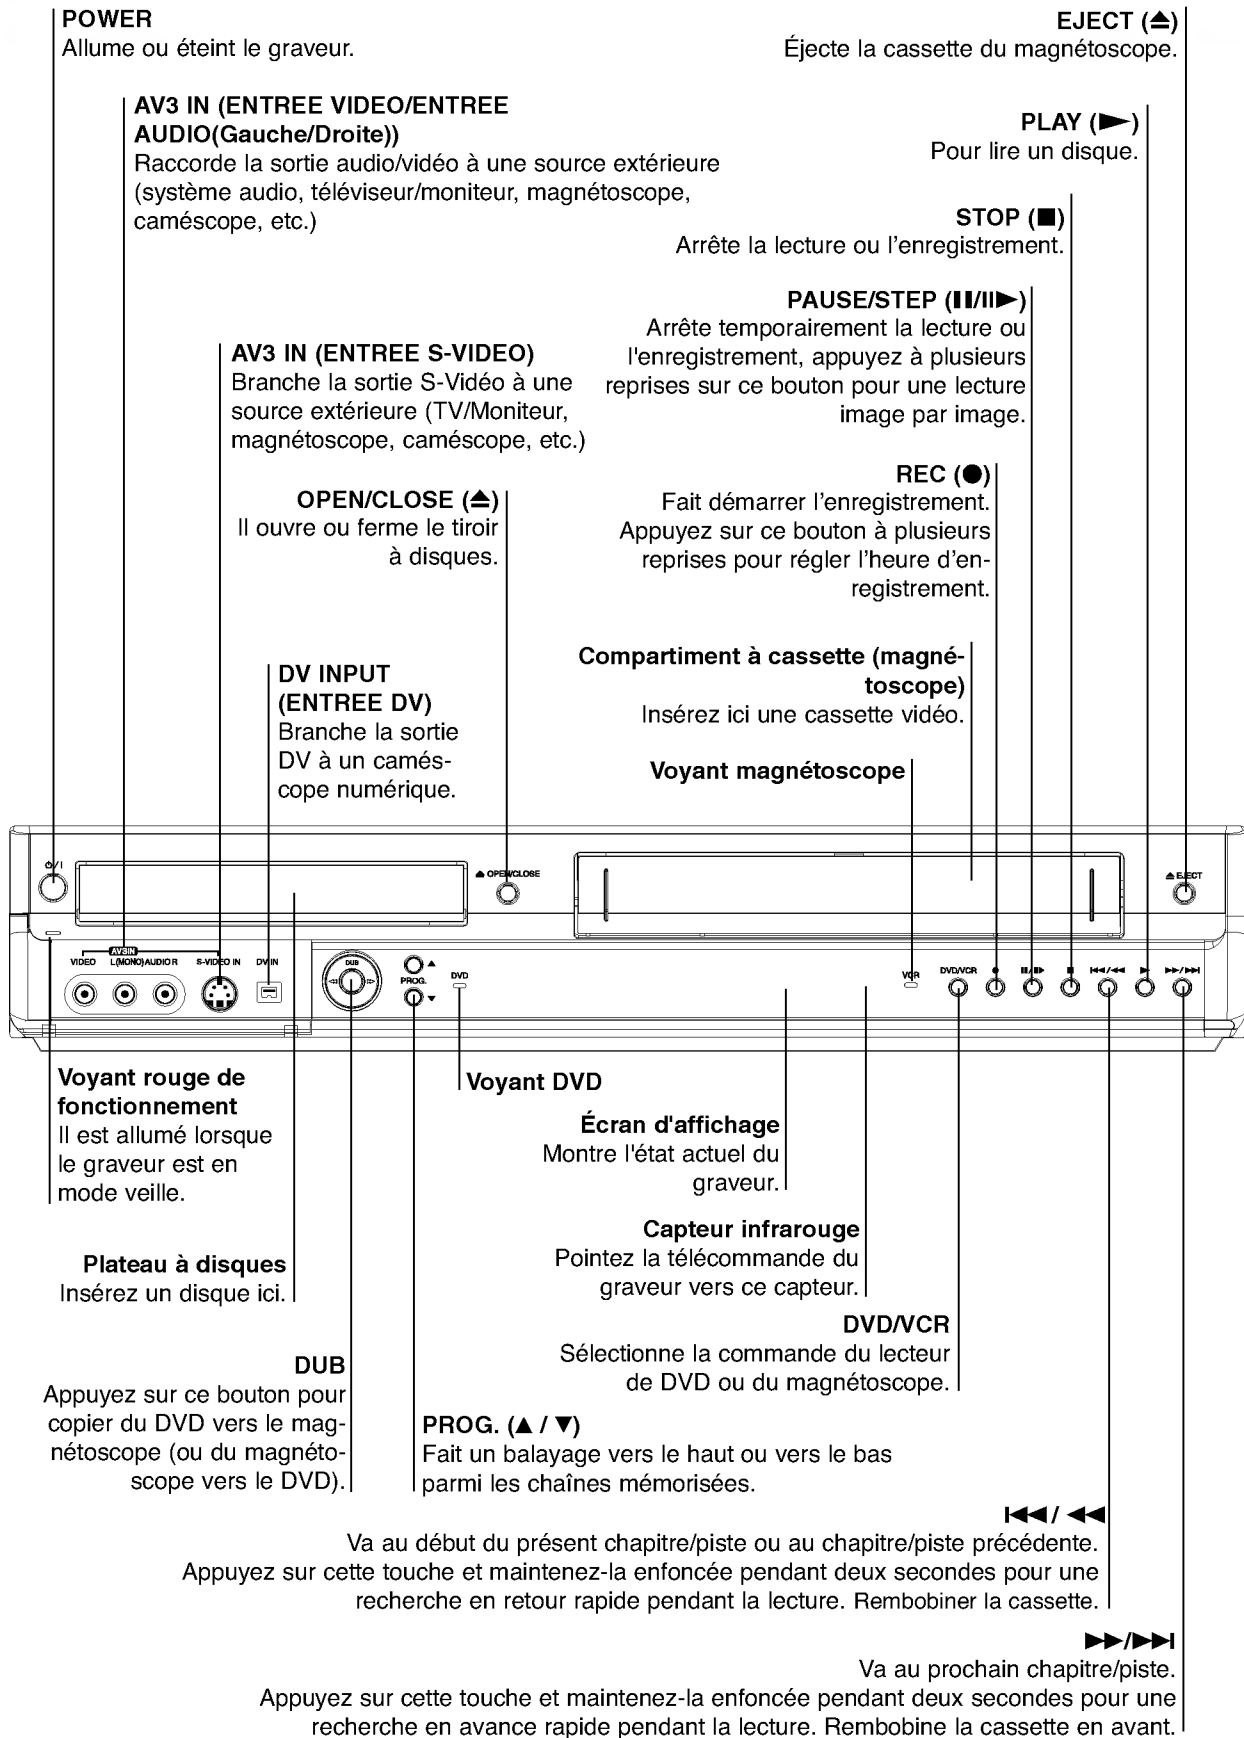 POWER
Allume ou éteint le graveur.
EJECT (⏏)
Éjecte la cassette du magnétoscope.
AV3 IN (ENTREE VIDEO/ENTREE
AUDIO(Gauche/Droite))
Raccorde la sortie audio/vidéo à une source extérieure
(système audio, téléviseur/moniteur, magnétoscope,
caméscope, etc.)
PLAY (►)
Pour lire un disque.
STOP (■)
Arrête la lecture ou l'enregistrement.
PAUSE/STEP (❚❚/❚❚►)
Arrête temporairement la lecture ou
l'enregistrement, appuyez à plusieurs
reprises sur ce bouton pour une lecture
image par image.
AV3 IN (ENTREE S-VIDEO)
Branche la sortie S-Vidéo à une
source extérieure (TV/Moniteur,
magnétoscope, caméscope, etc.)
REC (●)
Fait démarrer l'enregistrement.
Appuyez sur ce bouton à plusieurs
reprises pour régler l'heure d'en-
registrement.
OPEN/CLOSE (⏏)
Il ouvre ou ferme le tiroir
à disques.
Compartiment à cassette (magné-
toscope)
Insérez ici une cassette vidéo.
DV INPUT
(ENTREE DV)
Branche la sortie
DV à un camés-
cope numérique.
Voyant magnétoscope
⏻/I
⏏ OPEN/CLOSE
⏏ EJECT
AV3 IN
VIDEO L(MONO)AUDIO R S-VIDEO IN DV IN
DUB
▲
PROG.
▼
DVD
VCR
DVD/VCR ● ❚❚/❚❚► ■ I◄◄/◄◄ ► ►►/►►I
Voyant rouge de
fonctionnement
Il est allumé lorsque
le graveur est en
mode veille.
Voyant DVD
Écran d'affichage
Montre l'état actuel du
graveur.
Capteur infrarouge
Pointez la télécommande du
graveur vers ce capteur.
Plateau à disques
Insérez un disque ici.
DVD/VCR
Sélectionne la commande du lecteur
de DVD ou du magnétoscope.
DUB
Appuyez sur ce bouton pour
copier du DVD vers le mag-
nétoscope (ou du magnéto-
scope vers le DVD).
PROG. (▲ / ▼)
Fait un balayage vers le haut ou vers le bas
parmi les chaînes mémorisées.
I◄◄/ ◄◄
Va au début du présent chapitre/piste ou au chapitre/piste précédente.
Appuyez sur cette touche et maintenez-la enfoncée pendant deux secondes pour une
recherche en retour rapide pendant la lecture. Rembobiner la cassette.
►►/►►I
Va au prochain chapitre/piste.
Appuyez sur cette touche et maintenez-la enfoncée pendant deux secondes pour une
recherche en avance rapide pendant la lecture. Rembobine la cassette en avant.